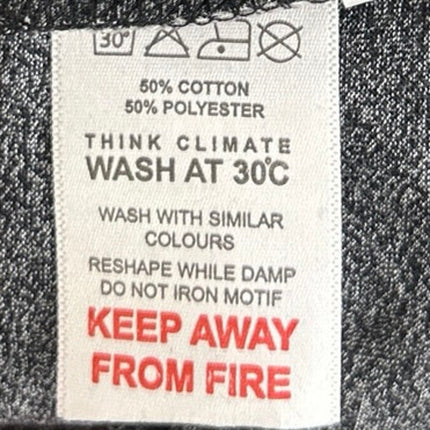 30°
50% COTTON
50% POLYESTER
THINK CLIMATE
WASH AT 30°C
WASH WITH SIMILAR
COLOURS
RESHAPE WHILE DAMP
DO NOT IRON MOTIF
KEEP AWAY
FROM FIRE